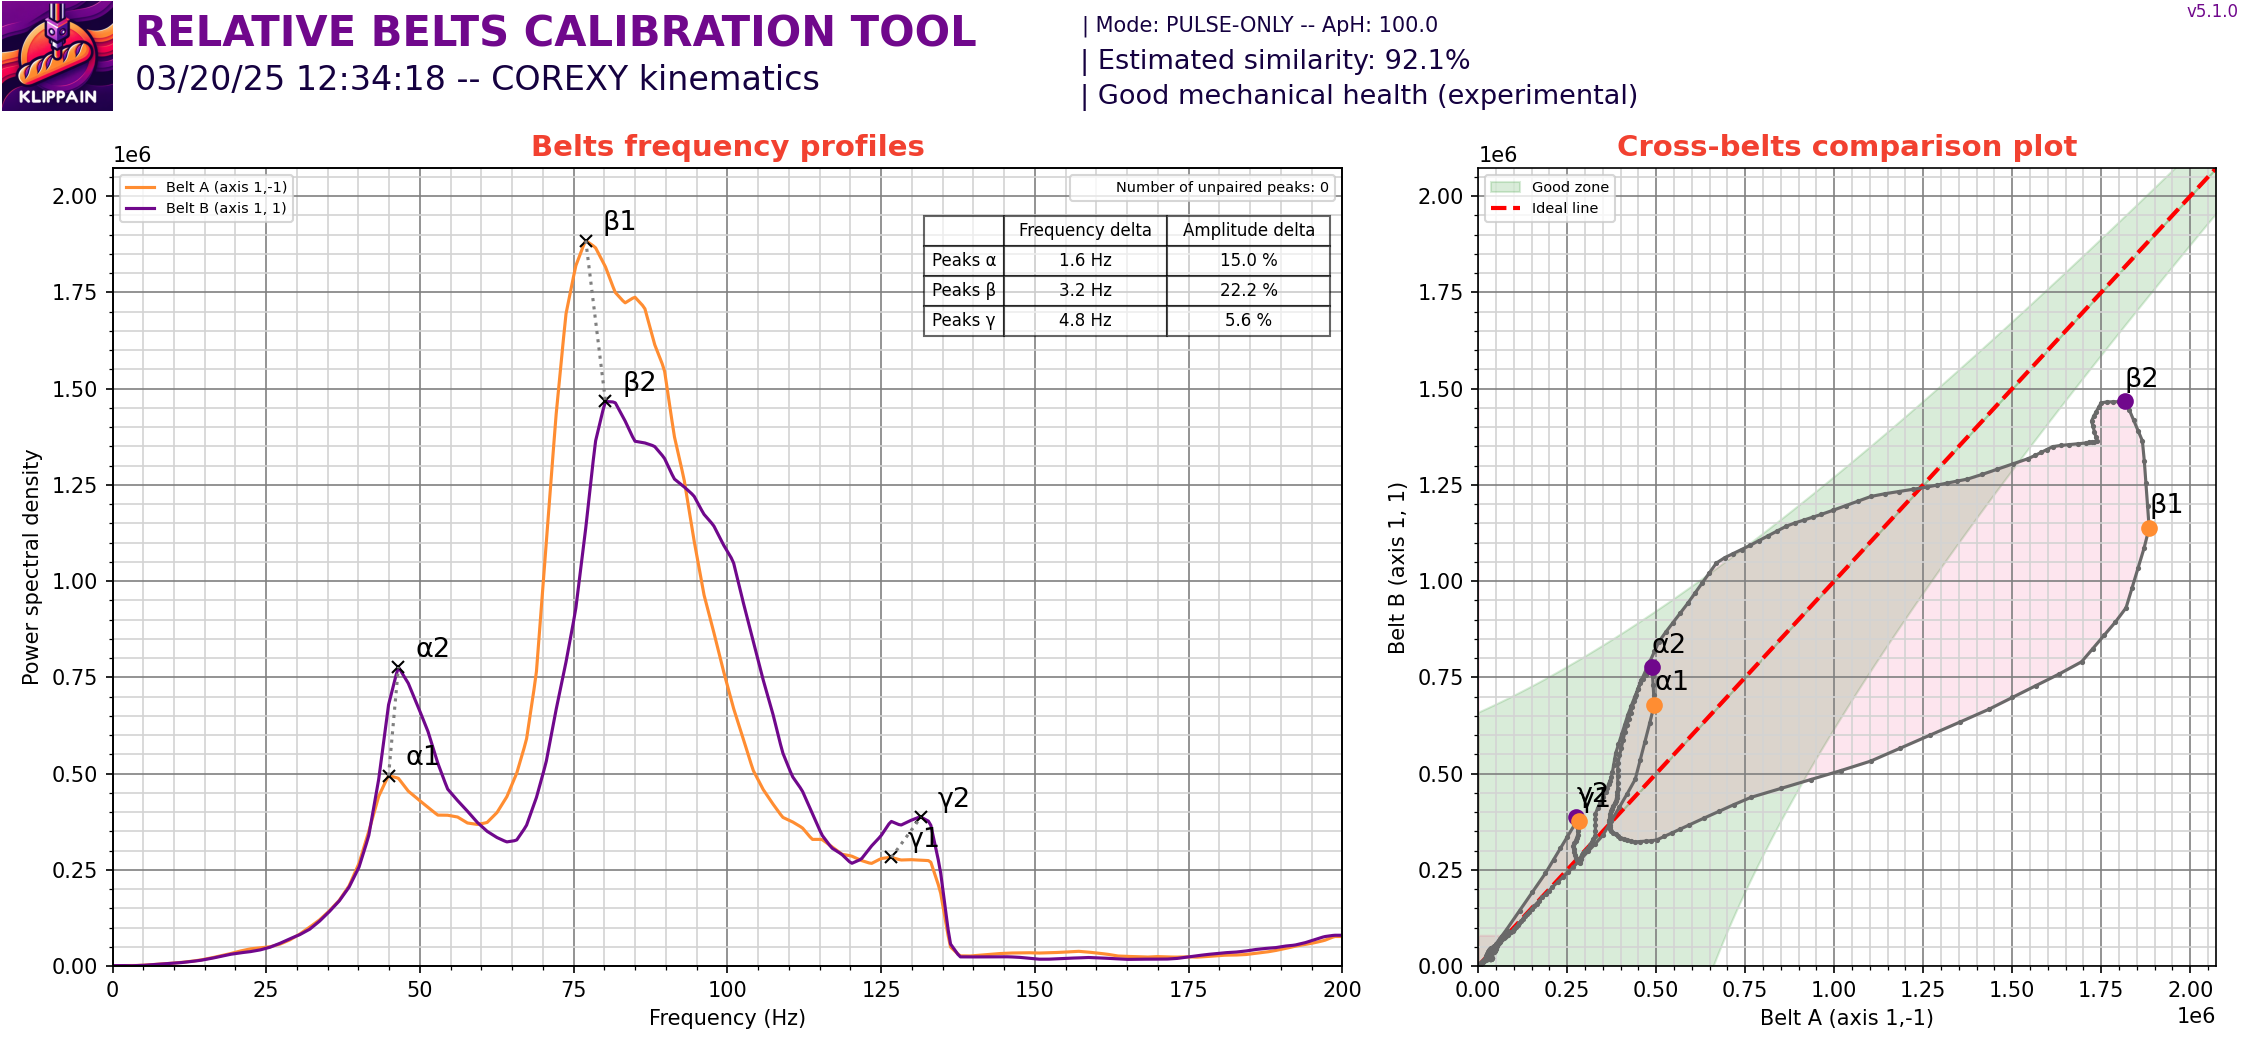 KLIPPAIN
RELATIVE BELTS CALIBRATION TOOL
03/20/25 12:34:18 -- COREXY kinematics
| Mode: PULSE-ONLY -- ApH: 100.0
| Estimated similarity: 92.1%
| Good mechanical health (experimental)
v5.1.0
Belts frequency profiles
1e6
Belt A (axis 1,-1)
Belt B (axis 1, 1)
Number of unpaired peaks: 0
Frequency delta Amplitude delta
Peaks α 1.6 Hz 15.0 %
Peaks β 3.2 Hz 22.2 %
Peaks γ 4.8 Hz 5.6 %
β1
β2
α2
α1
γ2
γ1
2.00
1.75
1.50
1.25
1.00
0.75
0.50
0.25
0.00
Power spectral density
0 25 50 75 100 125 150 175 200
Frequency (Hz)
Cross-belts comparison plot
1e6
Good zone
Ideal line
β2
β1
α2
α1
γ2
γ1
2.00
1.75
1.50
1.25
1.00
0.75
0.50
0.25
0.00
Belt B (axis 1, 1)
0.00 0.25 0.50 0.75 1.00 1.25 1.50 1.75 2.00
Belt A (axis 1,-1)
1e6